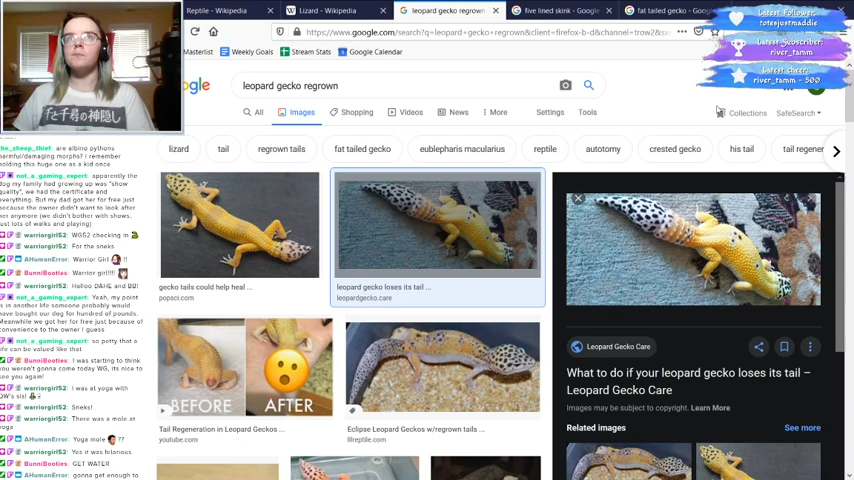 Reptile - Wikipedia
Lizard - Wikipedia
leopard gecko regrown
five lined skink - Google
fat tailed gecko - Google
https://www.google.com/search?q=leopard+gecko+regrown&client=firefox-b-d&channel=trow2&
Masterlist
Weekly Goals
Stream Stats
Google Calendar
Latest Follower:
totesjustmaddie
Latest Subscriber:
river_tamm
Latest cheer:
river_tamm - 500
ogle
leopard gecko regrown
All
Images
Shopping
Videos
News
More
Settings
Tools
Collections
SafeSearch
lizard
tail
regrown tails
fat tailed gecko
eublepharis macularius
reptile
autotomy
crested gecko
his tail
tail regener
千と千尋の神隠し
the_sheep_thief: are albino pythons
harmful/damaging morphs? I remember
holding this huge one as a kid once
not_a_gaming_expert: apparently the
dog my family had growing up was "show
quality", we had the certificate and
everything. But my dad got her for free just
because the owner didn't want to look after
her anymore (we didn't bother with shows,
just lots of walks and playing)
warriorgirl52: WG52 checking in
warriorgirl52: For the sneks
AHumanError: Warrior Girl !!
BunniBooties: Warrior girl!!!!
warriorgirl52: Halloo DAHL and BB!
not_a_gaming_expert: Yeah, my point
is in another life someone probably would
have bought our dog for hundred of pounds.
Meanwhile we got her for free just because of
convenience to the owner I guess
not_a_gaming_expert: so petty that a
life can be valued like that
BunniBooties: I was starting to think
you weren't gonna come today WG, its nice to
see you again!
warriorgirl52: I was at yoga with
QW's sis!
warriorgirl52: Sneks!
warriorgirl52: There was a mole at
yoga
AHumanError: Yoga mole ??
warriorgirl52: Yes it was hilarious
BunniBooties: GET WATER
AHumanError: gonna get enough to
gecko tails could help heal ...
popsci.com
leopard gecko loses its tail ...
leopardgecko.care
BEFORE
AFTER
Tail Regeneration in Leopard Geckos ...
youtube.com
Eclipse Leopard Geckos w/regrown tails ...
lllreptile.com
Leopard Gecko Care
What to do if your leopard gecko loses its tail –
Leopard Gecko Care
Images may be subject to copyright. Learn More
Related images
See more